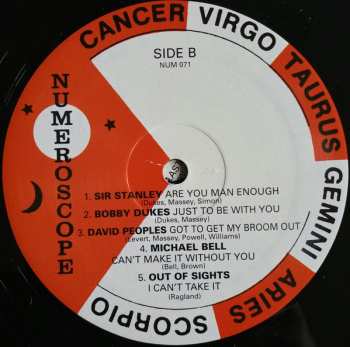 CANCER VIRGO TAURUS GEMINI ARIES SCORPIO
NUMEROSCOPE
SIDE B
NUM 071
1. SIR STANLEY ARE YOU MAN ENOUGH
(Dukes, Massey, Simon)
2. BOBBY DUKES JUST TO BE WITH YOU
(Dukes, Massey)
3. DAVID PEOPLES GOT TO GET MY BROOM OUT
(Levert, Massey, Powell, Williams)
4. MICHAEL BELL
CAN'T MAKE IT WITHOUT YOU
(Bell, Brown)
5. OUT OF SIGHTS
I CAN'T TAKE IT
(Ragland)